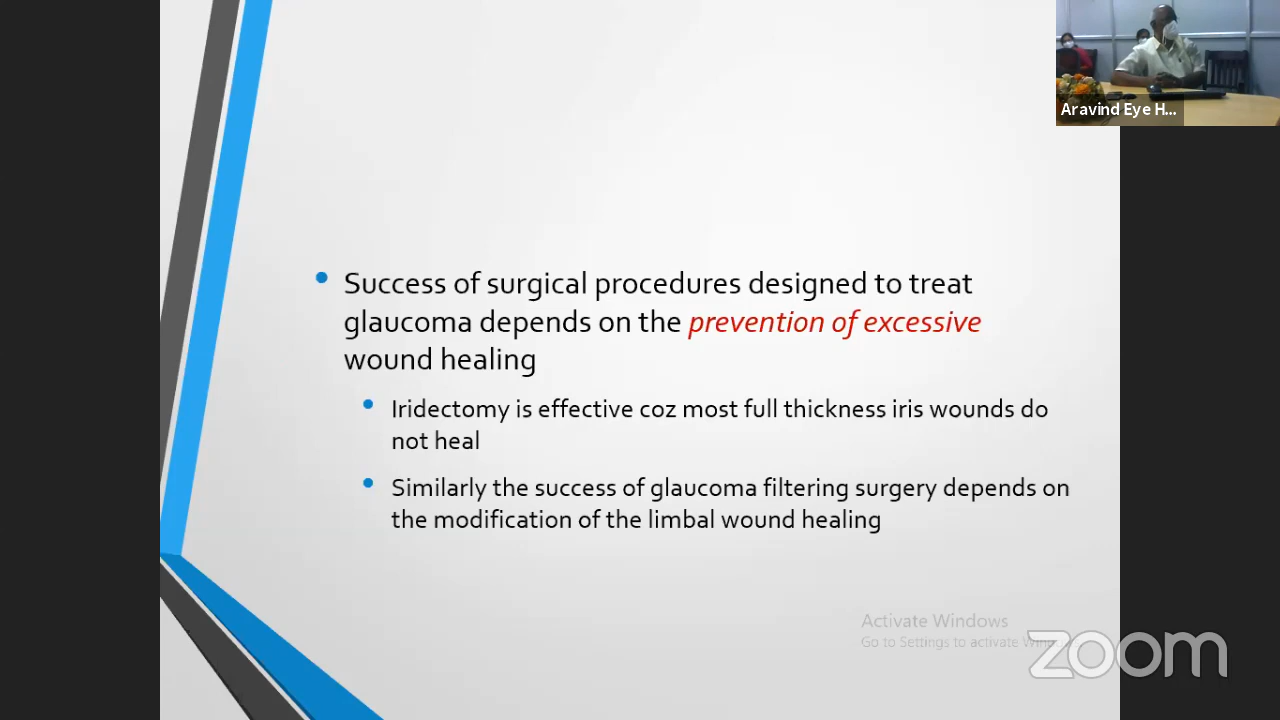 Aravind Eye H...
Success of surgical procedures designed to treat
glaucoma depends on the prevention of excessive
wound healing
Iridectomy is effective coz most full thickness iris wounds do
not heal
Similarly the success of glaucoma filtering surgery depends on
the modification of the limbal wound healing
Activate Windows
Go to Settings to activate
zoom